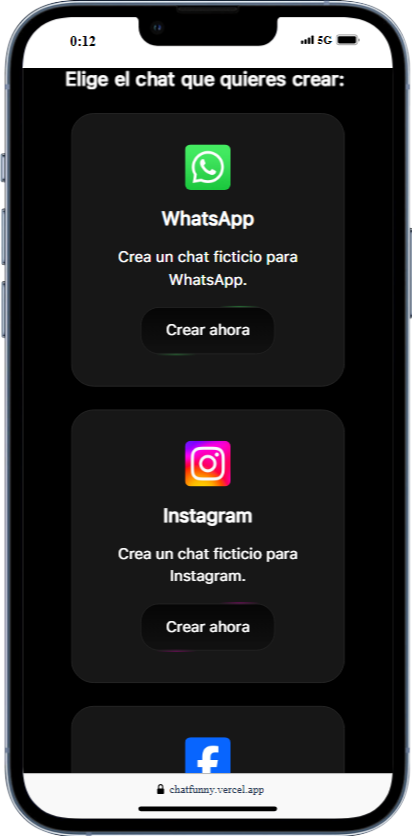 0:12
5G
Elige el chat que quieres crear:
WhatsApp
Crea un chat ficticio para
WhatsApp.
Crear ahora
Instagram
Crea un chat ficticio para
Instagram.
Crear ahora
chatfunny.vercel.app